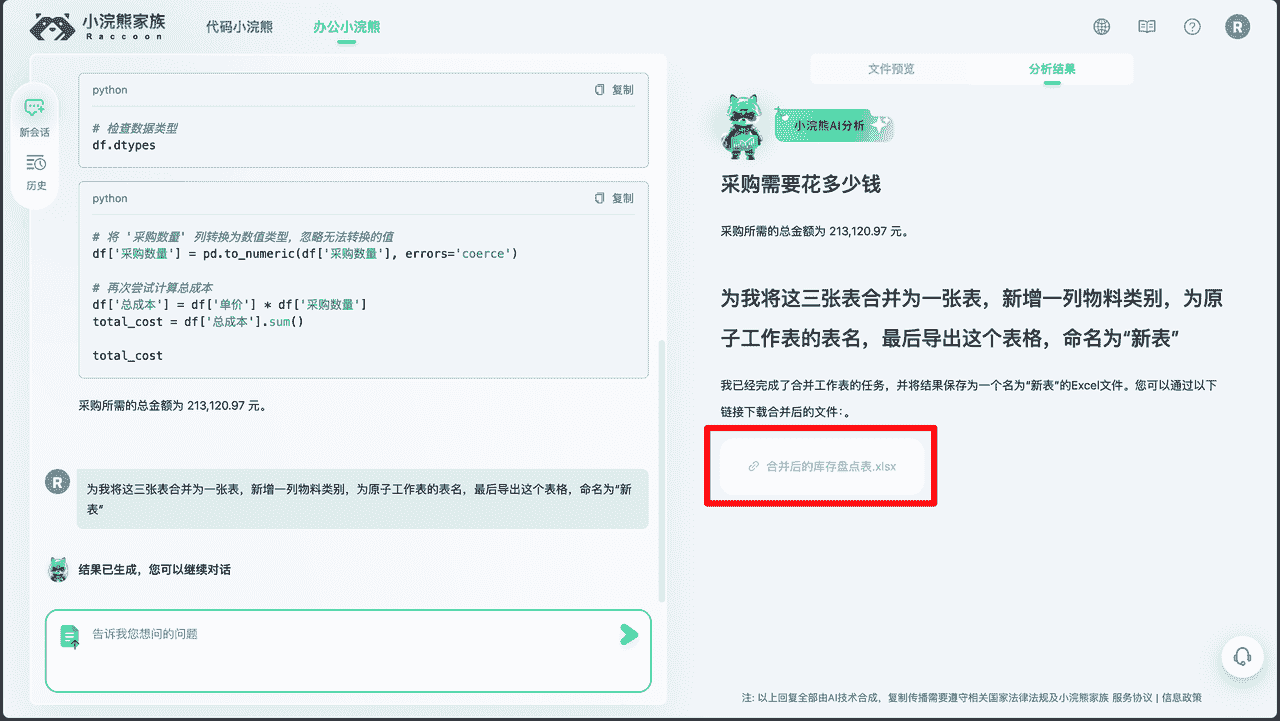 小浣熊家族
Raccoon
代码小浣熊
办公小浣熊
R
新会话
历史
python
复制
# 检查数据类型
df.dtypes
python
复制
# 将 '采购数量' 列转换为数值类型，忽略无法转换的值
df['采购数量'] = pd.to_numeric(df['采购数量'], errors='coerce')
# 再次尝试计算总成本
df['总成本'] = df['单价'] * df['采购数量']
total_cost = df['总成本'].sum()
total_cost
采购所需的总金额为 213,120.97 元。
R
为我将这三张表合并为一张表，新增一列物料类别，为原子工作表的表名，最后导出这个表格，命名为“新
表”
结果已生成，您可以继续对话
告诉我您想问的问题
文件预览
分析结果
小浣熊AI分析
采购需要花多少钱
采购所需的总金额为 213,120.97 元。
为我将这三张表合并为一张表，新增一列物料类别，为原
子工作表的表名，最后导出这个表格，命名为“新表”
我已经完成了合并工作表的任务，并将结果保存为一个名为“新表”的Excel文件。您可以通过以下
链接下载合并后的文件：。
合并后的库存盘点表.xlsx
注: 以上回复全部由AI技术合成，复制传播需要遵守相关国家法律法规及小浣熊家族 服务协议 | 信息政策